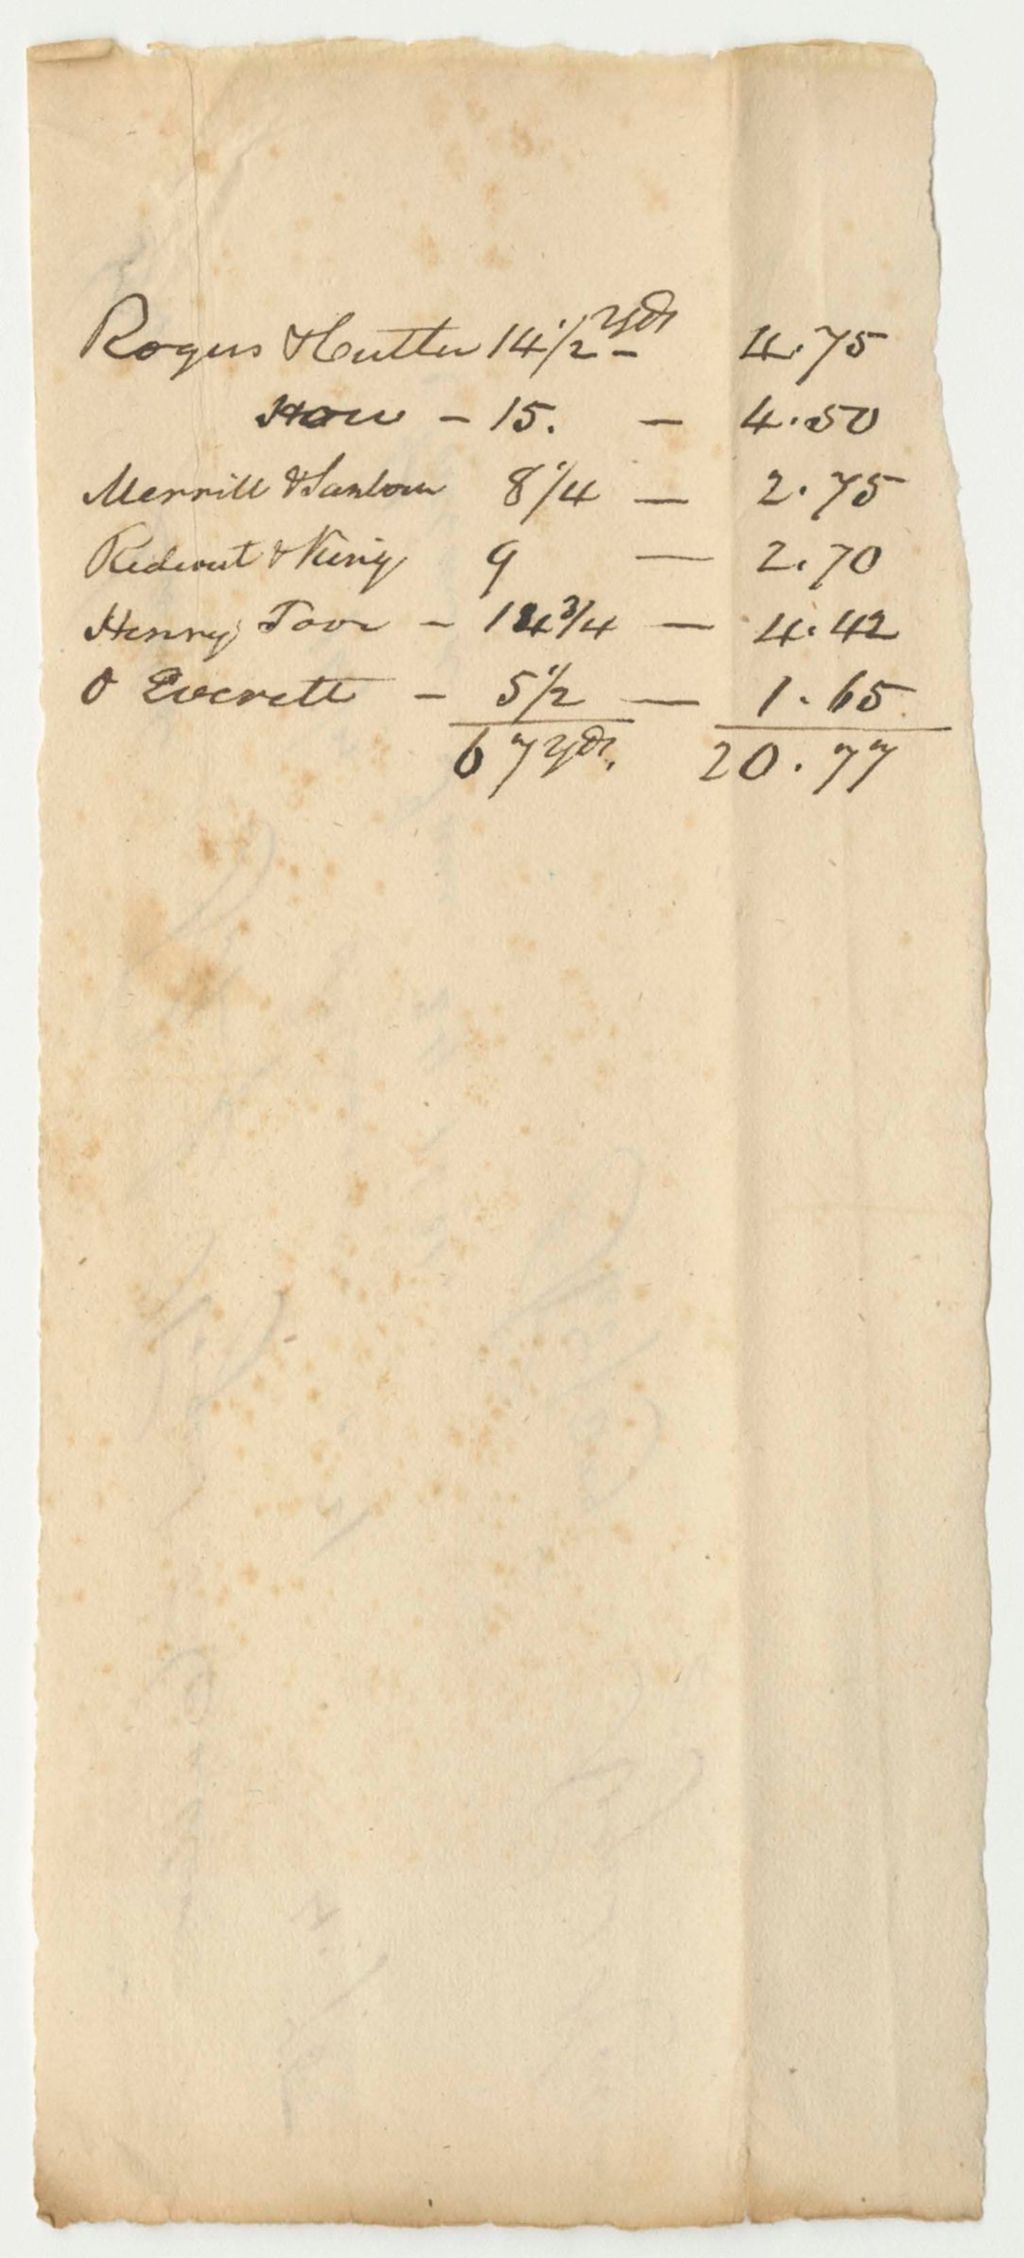 Rogers & Cutter 14 1/2 yds - 4.75
How - 15. - 4.50
Merrill & Sanborn 8 1/4 - 2.75
Rideout & King 9 - 2.70
Henry Poor - 14 3/4 - 4.42
O Everett - 5 1/2 - 1.65
67 yds. 20.77